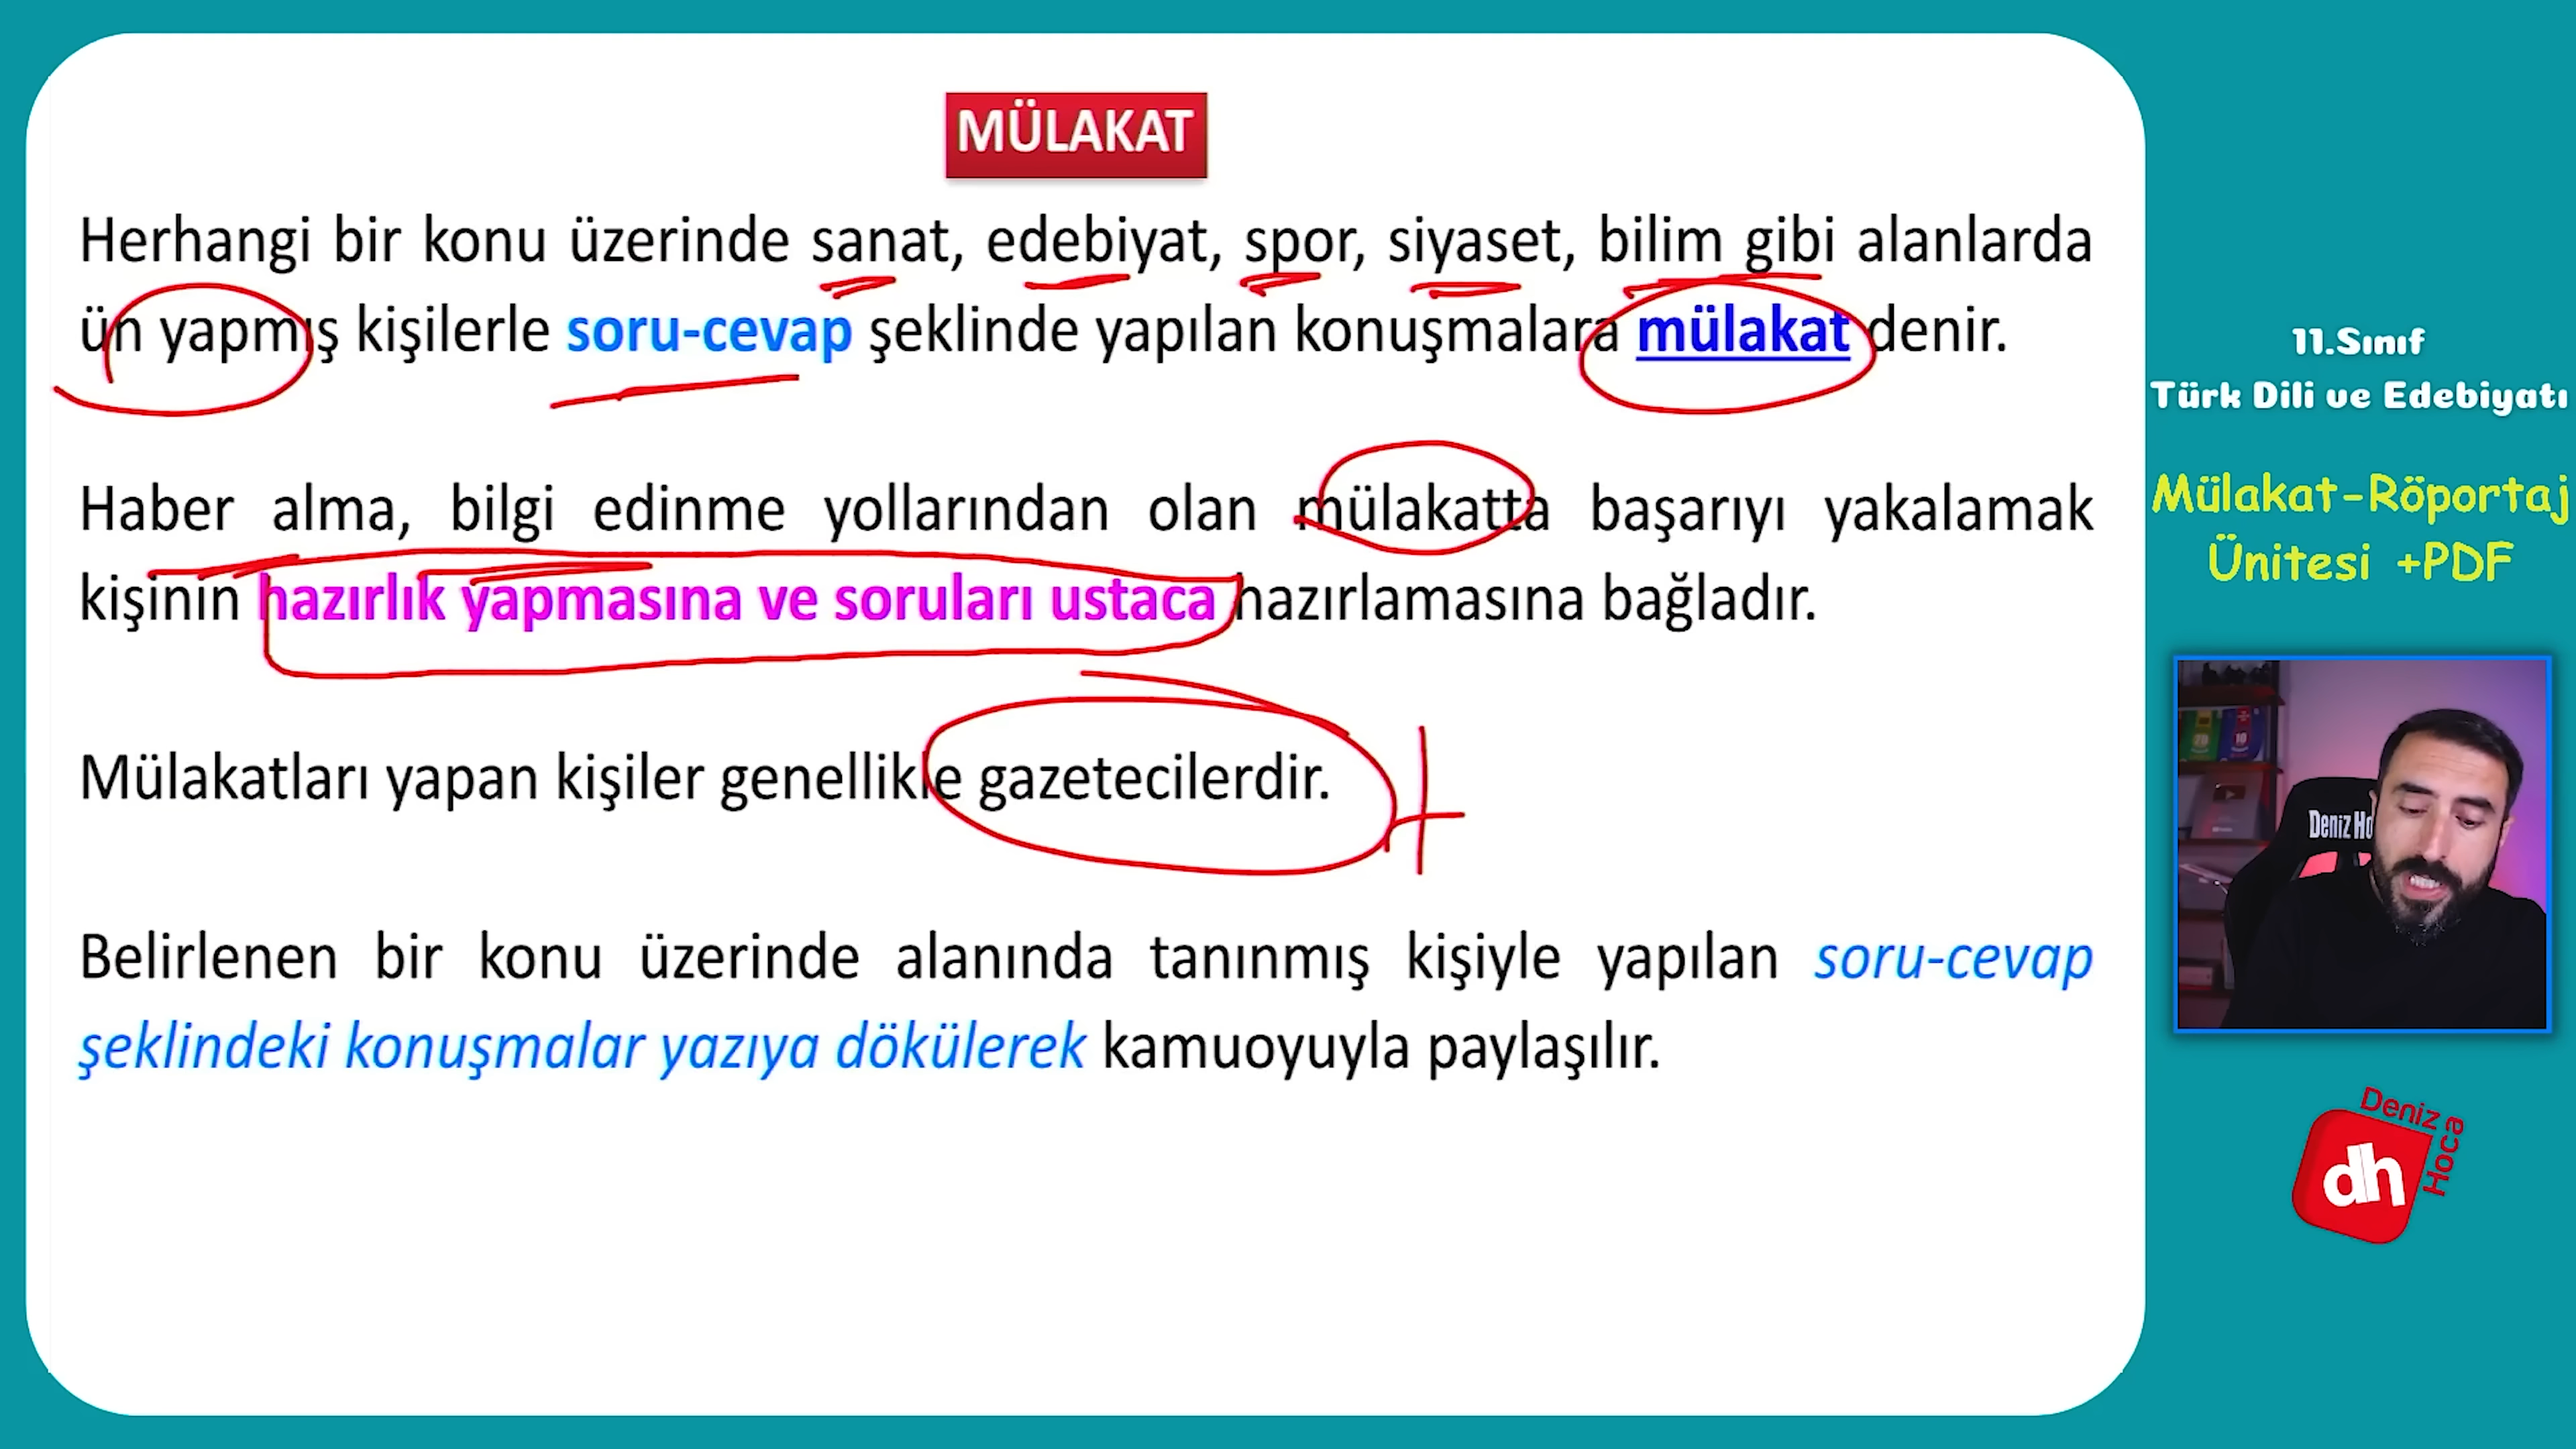 MÜLAKAT
Herhangi bir konu üzerinde sanat, edebiyat, spor, siyaset, bilim gibi alanlarda
ün yapmış kişilerle soru-cevap şeklinde yapılan konuşmalara mülakat denir.
Haber alma, bilgi edinme yollarından olan mülakatta başarıyı yakalamak
kişinin hazırlık yapmasına ve soruları ustaca hazırlamasına bağladır.
Mülakatları yapan kişiler genellikle gazetecilerdir.
Belirlenen bir konu üzerinde alanında tanınmış kişiyle yapılan soru-cevap
şeklindeki konuşmalar yazıya dökülerek kamuoyuyla paylaşılır.
11.Sınıf
Türk Dili ve Edebiyatı
Mülakat-Röportaj
Ünitesi +PDF
Deniz Ho
Deniz Hoca
dh